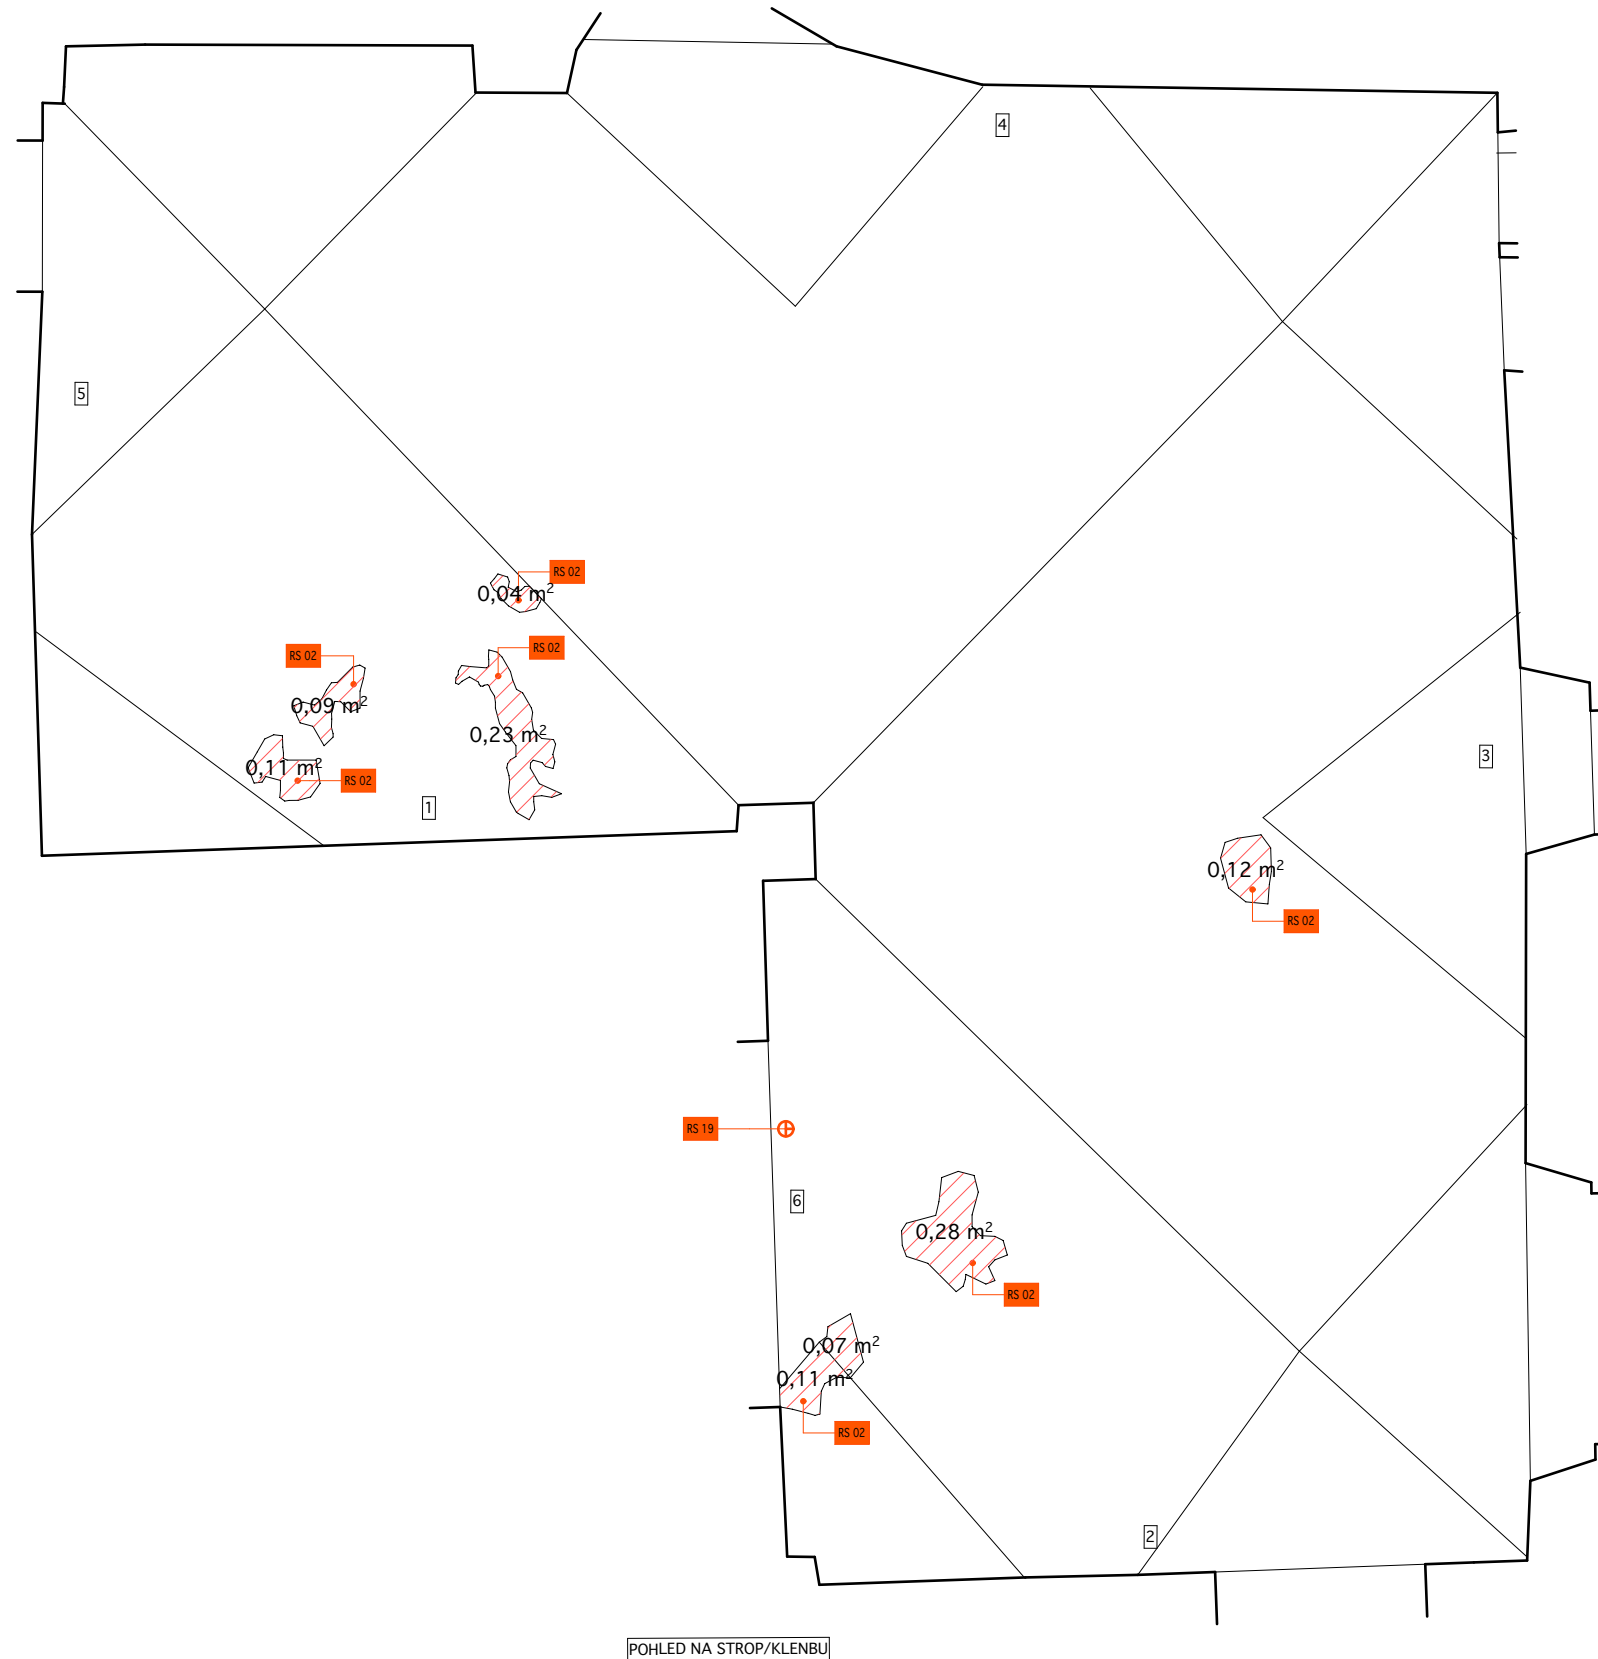 4
5
RS 02
0,04 m²
RS 02
RS 02
0,09 m²
0,23 m²
3
0,11 m²
RS 02
1
0,12 m²
RS 02
RS 19
6
0,28 m²
RS 02
0,07 m²
0,11 m²
RS 02
2
POHLED NA STROP/KLENBU